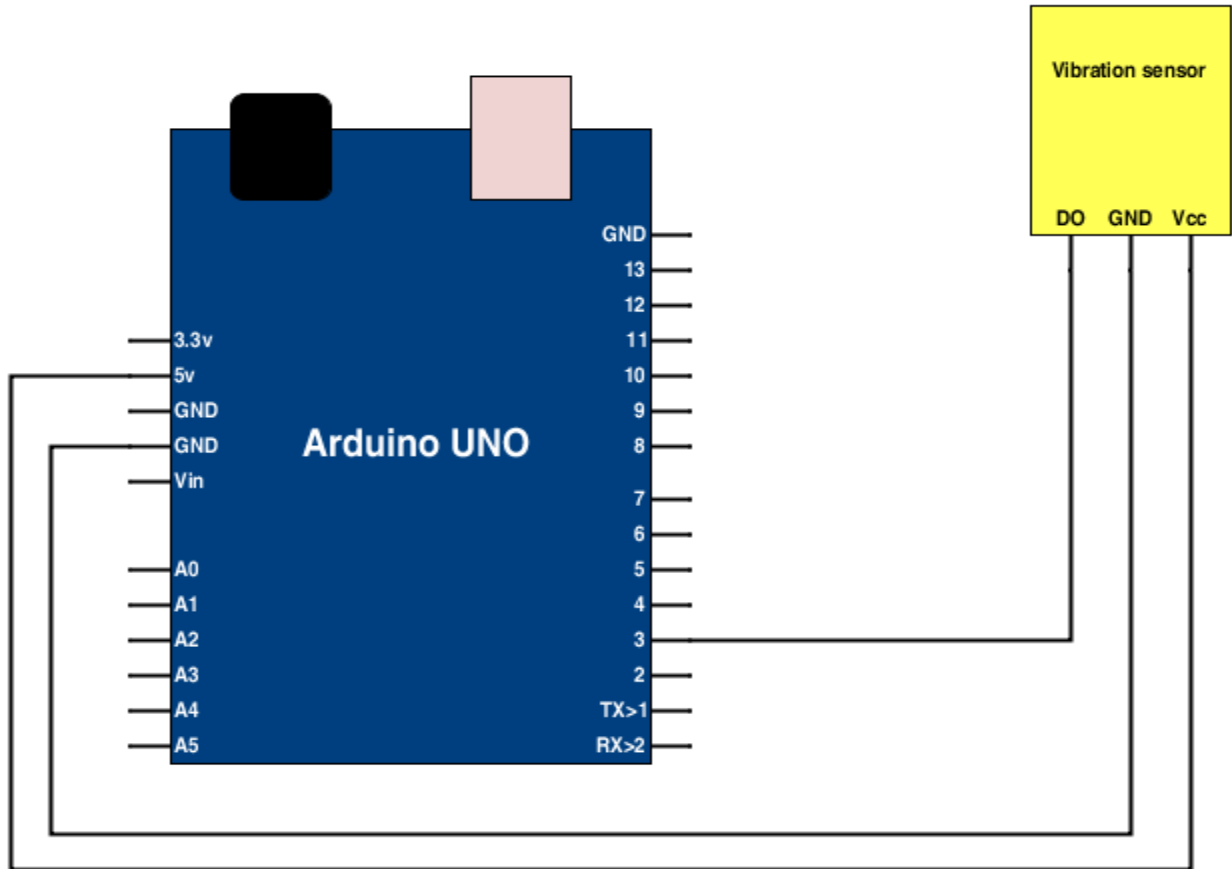 Vibration sensor
DO GND Vcc
GND
13
12
11
10
9
8
7
6
5
4
3
2
TX>1
RX>2
3.3v
5v
GND
GND
Vin
A0
A1
A2
A3
A4
A5
Arduino UNO